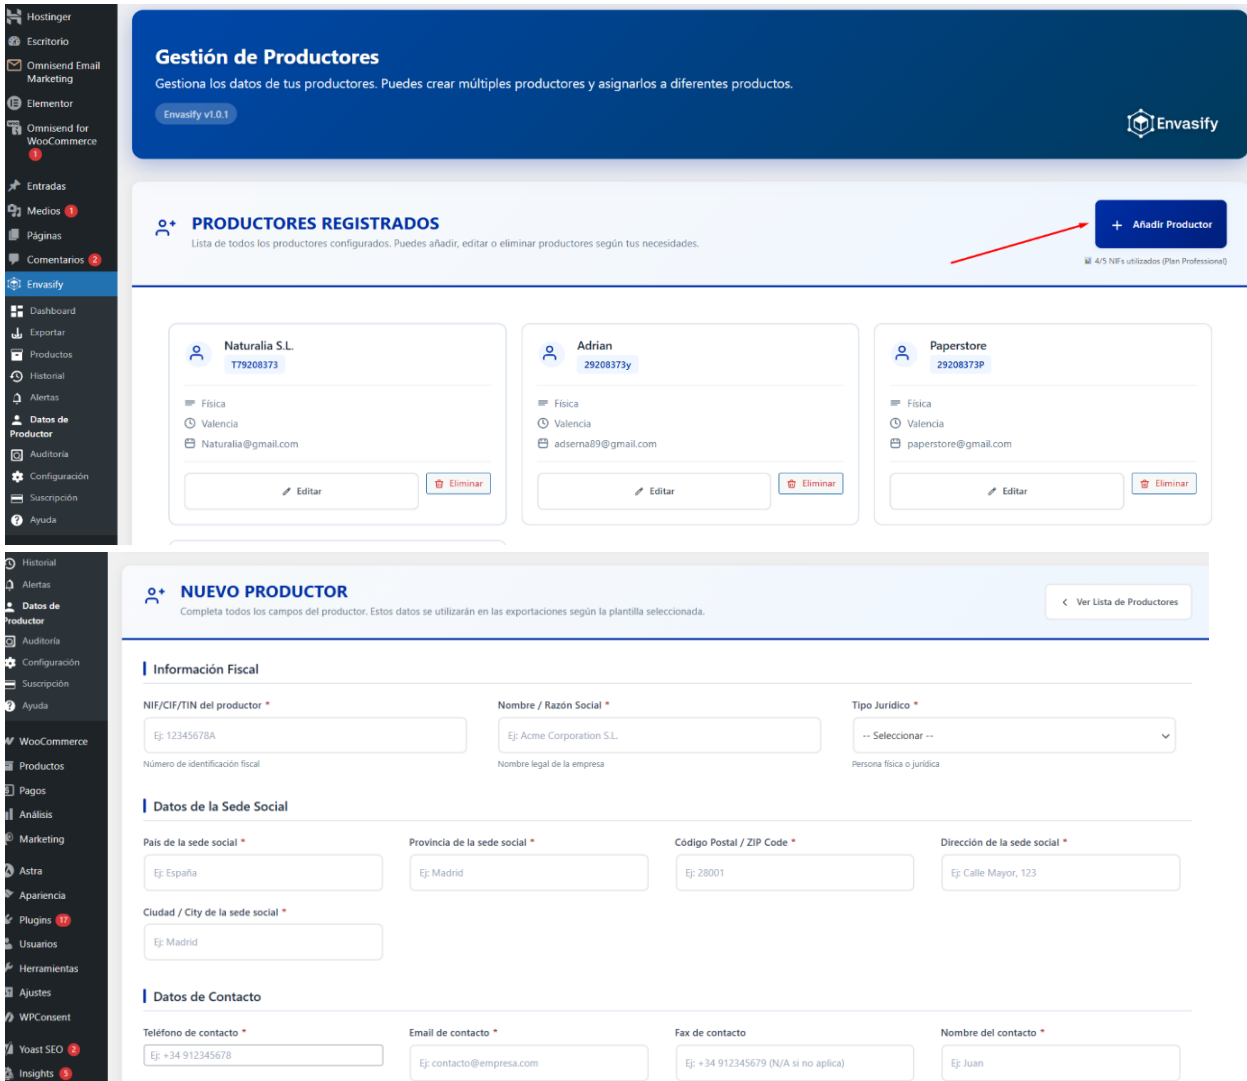 Hostinger
Escritorio
Omnisend Email
Marketing
Elementor
Omnisend for
WooCommerce
1
Entradas
Medios 1
Páginas
Comentarios 2
Envasify
Dashboard
Exportar
Productos
Historial
Alertas
Datos de
Productor
Auditoría
Configuración
Suscripción
Ayuda
Gestión de Productores
Gestiona los datos de tus productores. Puedes crear múltiples productores y asignarlos a diferentes productos.
Envasify v1.0.1
Envasify
PRODUCTORES REGISTRADOS
Lista de todos los productores configurados. Puedes añadir, editar o eliminar productores según tus necesidades.
+ Añadir Productor
4/5 NIFs utilizados (Plan Professional)
Naturalia S.L.
T79208373
Física
Valencia
Naturalia@gmail.com
Editar
Eliminar
Adrian
29208373y
Física
Valencia
adserna89@gmail.com
Editar
Eliminar
Paperstore
29208373P
Física
Valencia
paperstore@gmail.com
Editar
Eliminar
Historial
Alertas
Datos de
Productor
Auditoría
Configuración
Suscripción
Ayuda
WooCommerce
Productos
Pagos
Análisis
Marketing
Astra
Apariencia
Plugins 17
Usuarios
Herramientas
Ajustes
WPConsent
Yoast SEO 2
Insights 5
NUEVO PRODUCTOR
Completa todos los campos del productor. Estos datos se utilizarán en las exportaciones según la plantilla seleccionada.
Ver Lista de Productores
Información Fiscal
NIF/CIF/TIN del productor *
Ej: 12345678A
Número de identificación fiscal
Nombre / Razón Social *
Ej: Acme Corporation S.L.
Nombre legal de la empresa
Tipo Jurídico *
-- Seleccionar --
Persona física o jurídica
Datos de la Sede Social
País de la sede social *
Ej: España
Provincia de la sede social *
Ej: Madrid
Código Postal / ZIP Code *
Ej: 28001
Dirección de la sede social *
Ej: Calle Mayor, 123
Ciudad / City de la sede social *
Ej: Madrid
Datos de Contacto
Teléfono de contacto *
Ej: +34 912345678
Email de contacto *
Ej: contacto@empresa.com
Fax de contacto
Ej: +34 912345679 (N/A si no aplica)
Nombre del contacto *
Ej: Juan